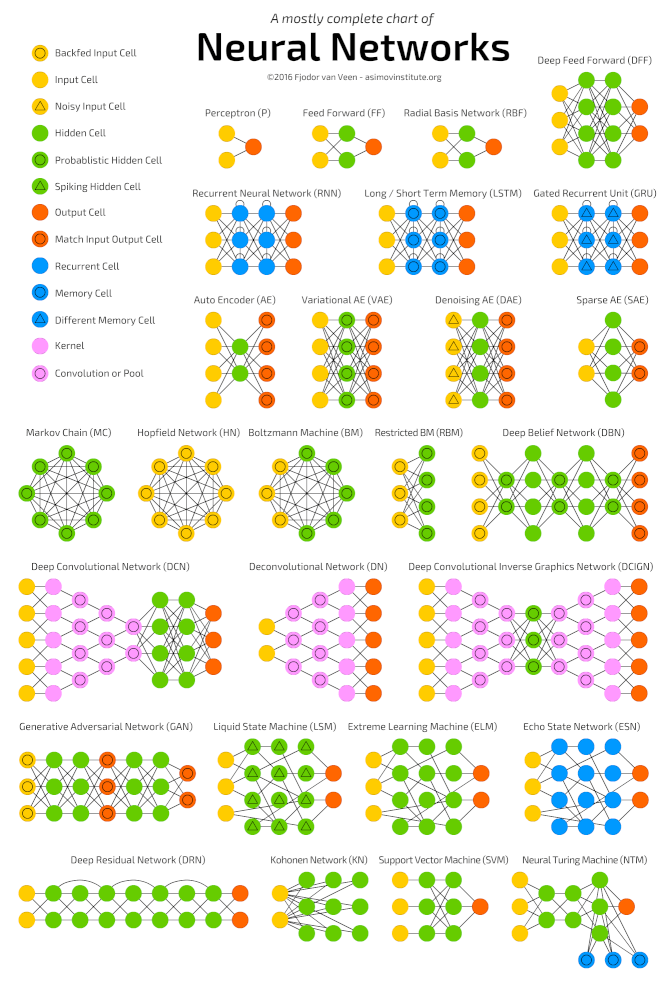 A mostly complete chart of
Neural Networks
©2016 Fjodor van Veen - asimovinstitute.org
Backfed Input Cell
Input Cell
Noisy Input Cell
Hidden Cell
Probablistic Hidden Cell
Spiking Hidden Cell
Output Cell
Match Input Output Cell
Recurrent Cell
Memory Cell
Different Memory Cell
Kernel
Convolution or Pool
Deep Feed Forward (DFF)
Perceptron (P)
Feed Forward (FF)
Radial Basis Network (RBF)
Recurrent Neural Network (RNN)
Long / Short Term Memory (LSTM)
Gated Recurrent Unit (GRU)
Auto Encoder (AE)
Variational AE (VAE)
Denoising AE (DAE)
Sparse AE (SAE)
Markov Chain (MC)
Hopfield Network (HN)
Boltzmann Machine (BM)
Restricted BM (RBM)
Deep Belief Network (DBN)
Deep Convolutional Network (DCN)
Deconvolutional Network (DN)
Deep Convolutional Inverse Graphics Network (DCIGN)
Generative Adversarial Network (GAN)
Liquid State Machine (LSM)
Extreme Learning Machine (ELM)
Echo State Network (ESN)
Deep Residual Network (DRN)
Kohonen Network (KN)
Support Vector Machine (SVM)
Neural Turing Machine (NTM)